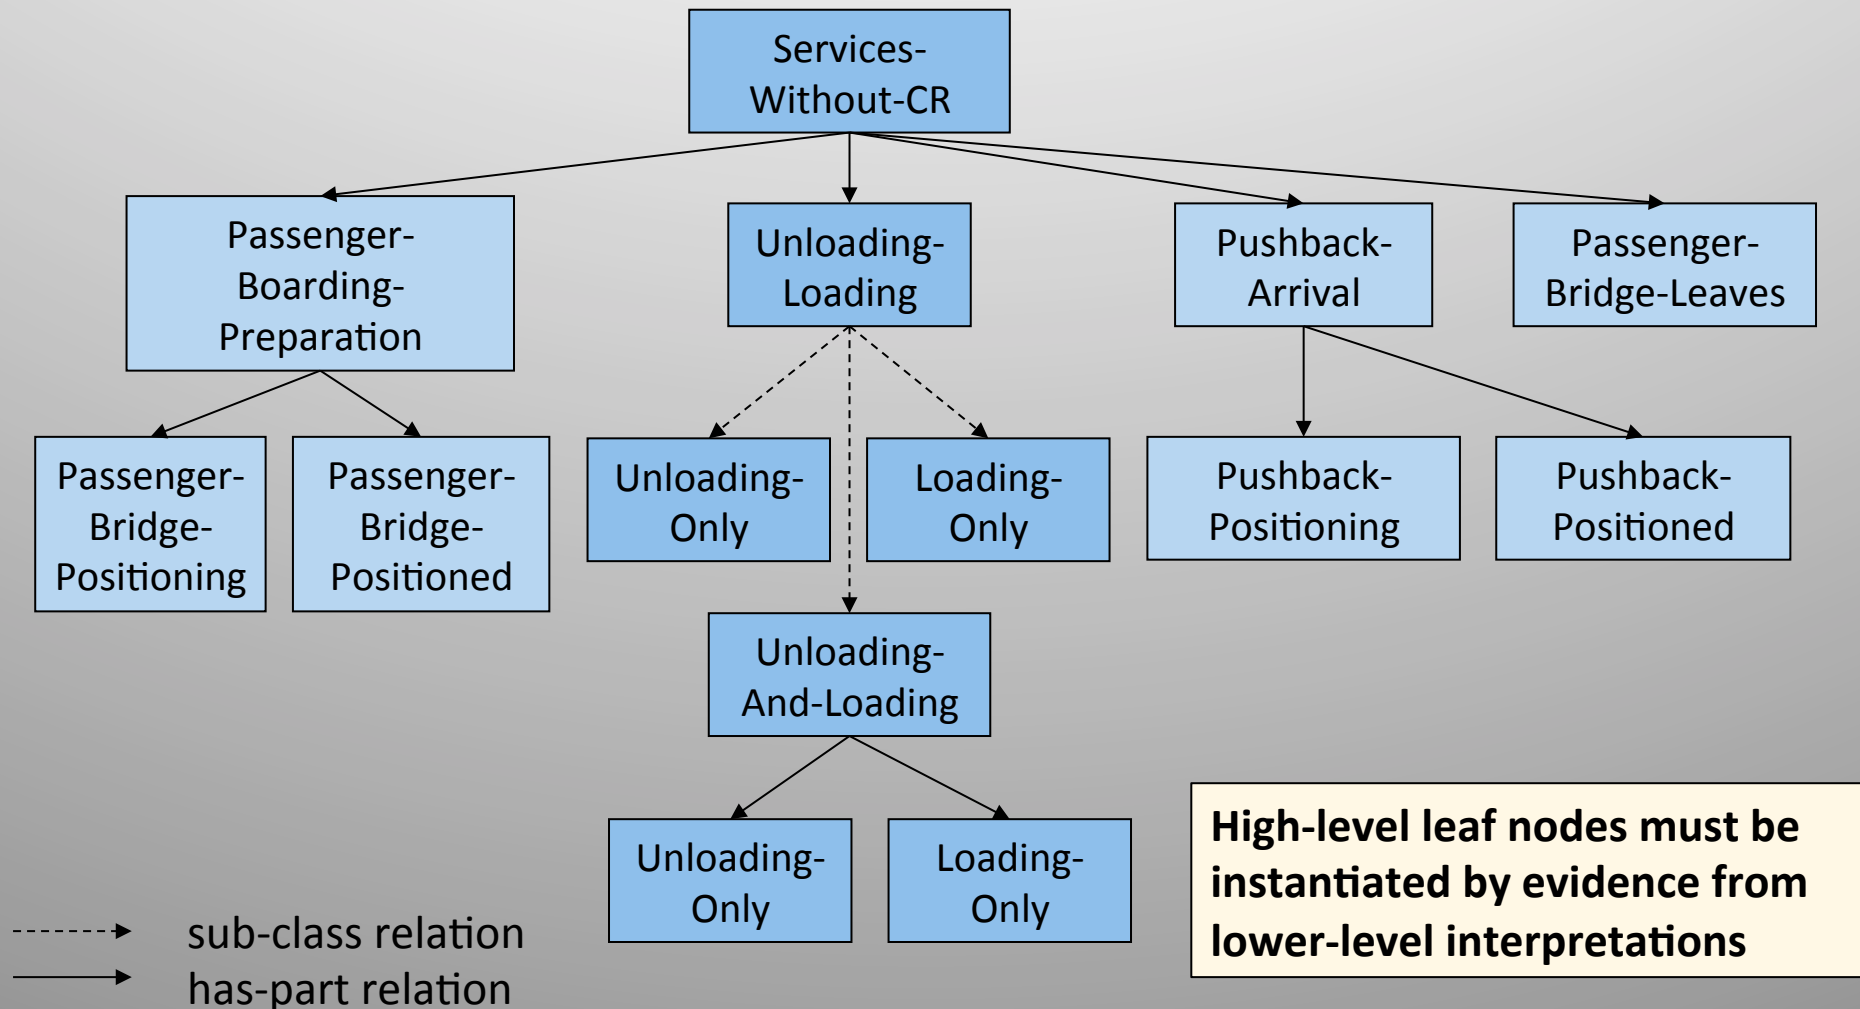 Services-
Without-CR
Passenger-
Boarding-
Preparation
Unloading-
Loading
Pushback-
Arrival
Passenger-
Bridge-Leaves
Passenger-
Bridge-
Positioning
Passenger-
Bridge-
Positioned
Unloading-
Only
Loading-
Only
Pushback-
Positioning
Pushback-
Positioned
Unloading-
And-Loading
Unloading-
Only
Loading-
Only
High-level leaf nodes must be
instantiated by evidence from
lower-level interpretations
sub-class relation
has-part relation